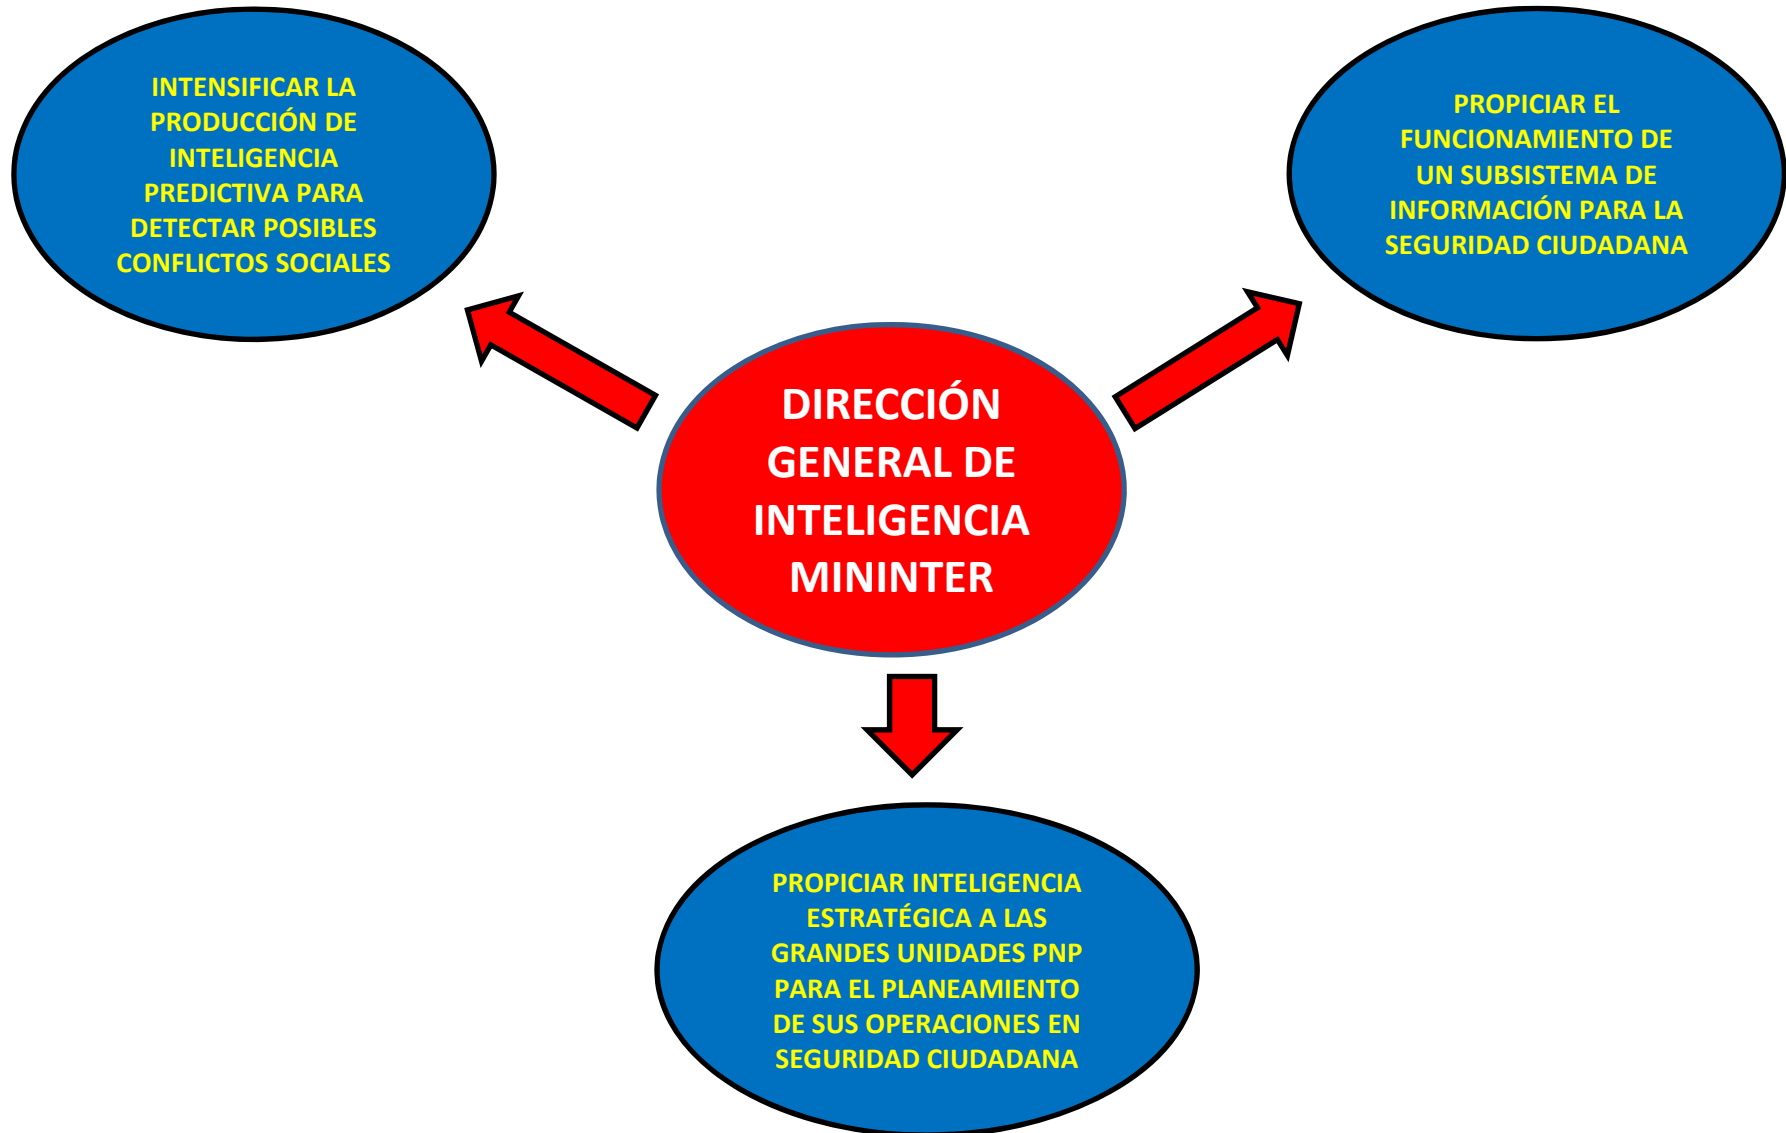 INTENSIFICAR LA
PRODUCCIÓN DE
INTELIGENCIA
PREDICTIVA PARA
DETECTAR POSIBLES
CONFLICTOS SOCIALES
PROPICIAR EL
FUNCIONAMIENTO DE
UN SUBSISTEMA DE
INFORMACIÓN PARA LA
SEGURIDAD CIUDADANA
DIRECCIÓN
GENERAL DE
INTELIGENCIA
MININTER
PROPICIAR INTELIGENCIA
ESTRATÉGICA A LAS
GRANDES UNIDADES PNP
PARA EL PLANEAMIENTO
DE SUS OPERACIONES EN
SEGURIDAD CIUDADANA